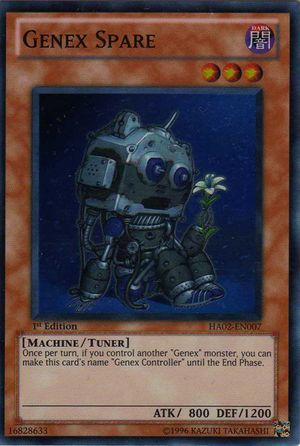 Genex Spare
DARK
闇
1st Edition
HA02-EN007
[Machine/Tuner]
Once per turn, if you control another "Genex" monster, you can
make this card's name "Genex Controller" until the End Phase.
ATK/ 800 DEF/1200
16828633
©1996 KAZUKI TAKAHASHI